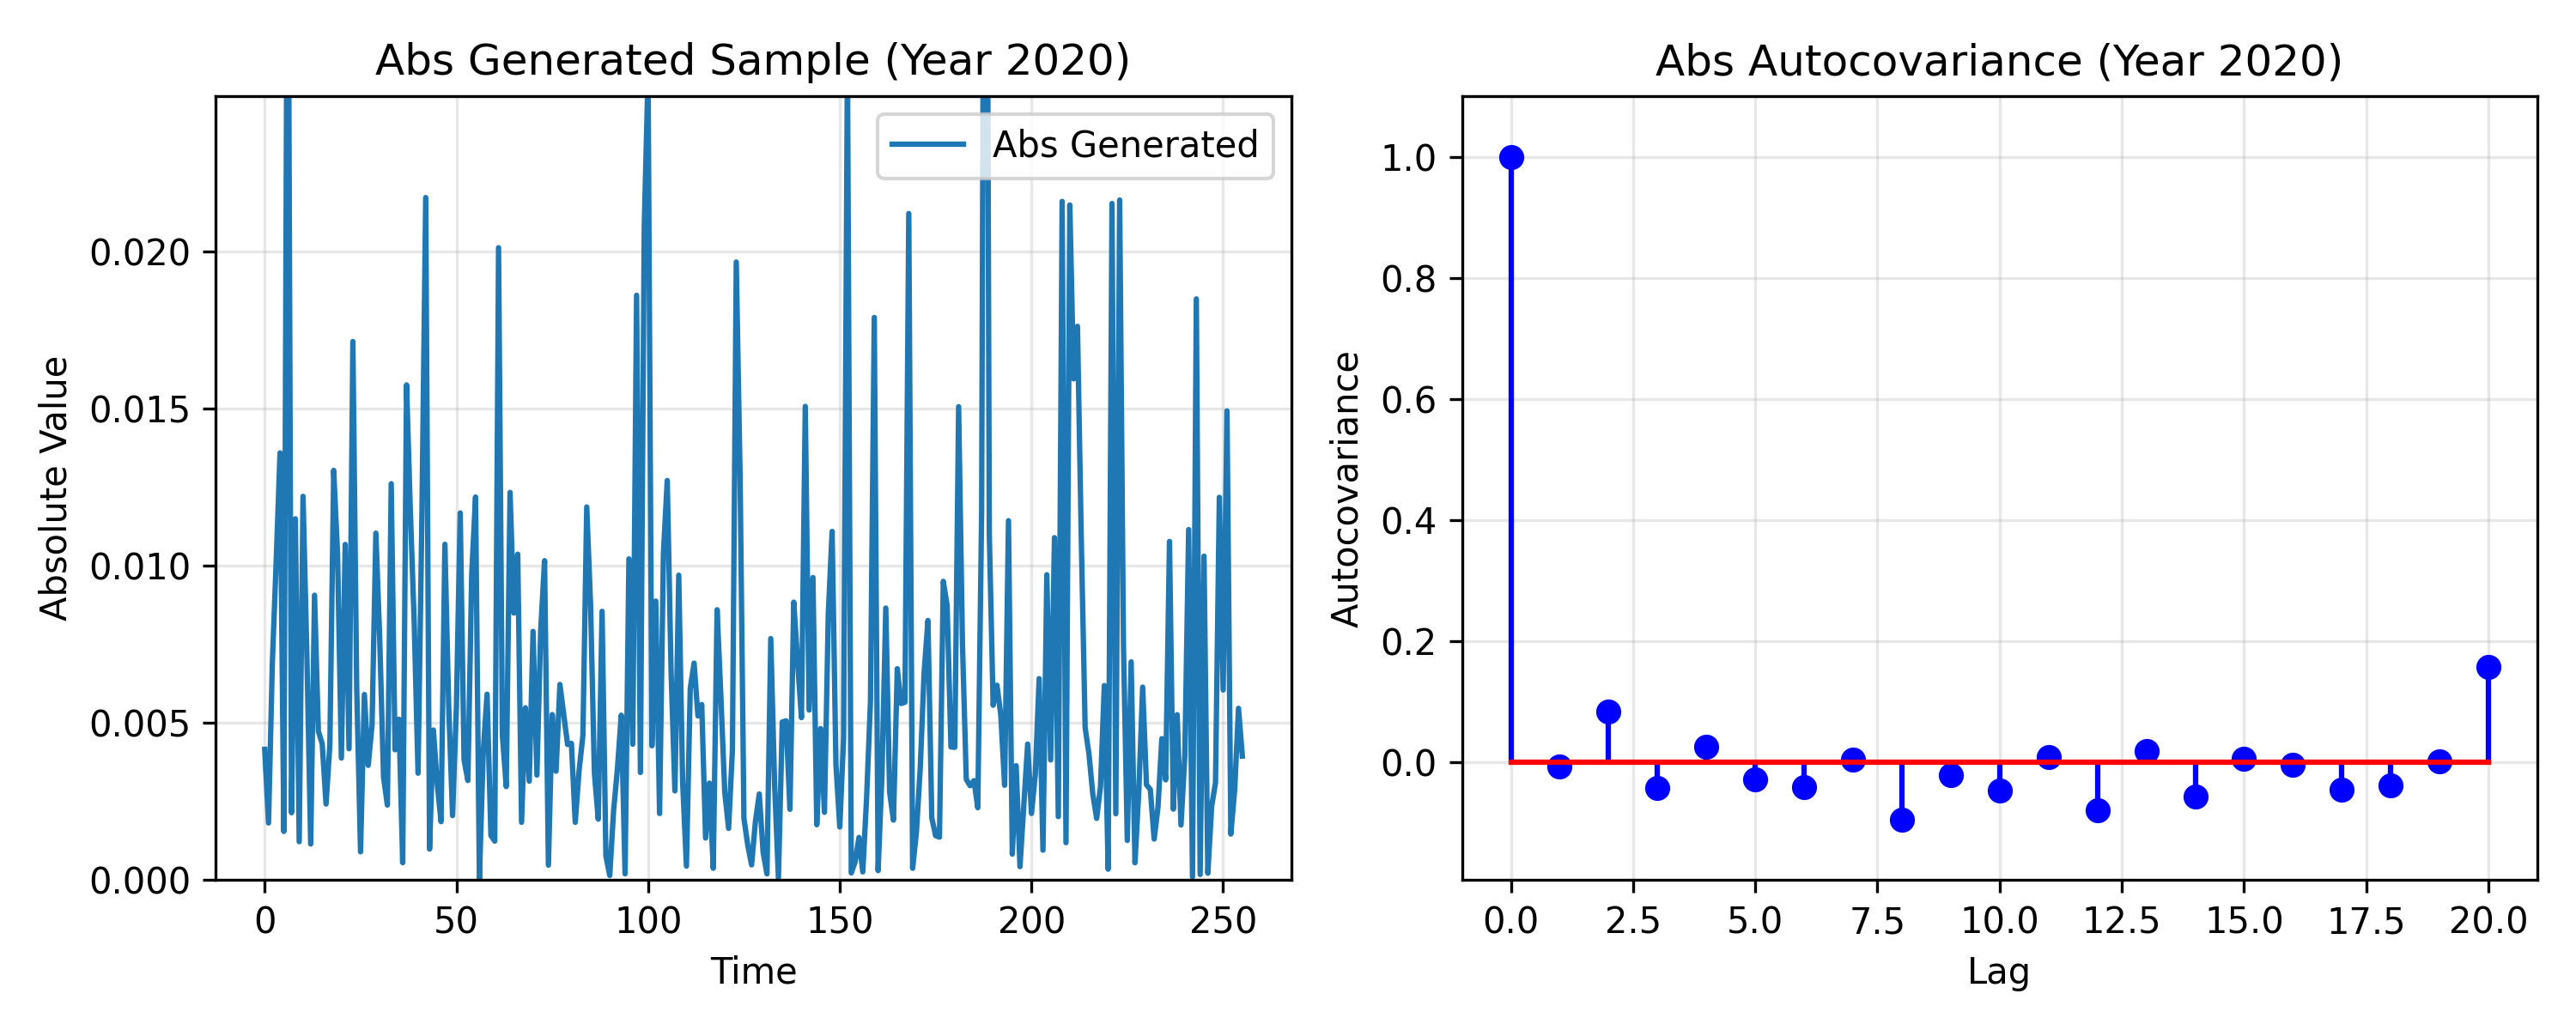 Abs Generated Sample (Year 2020)
Abs Generated
Absolute Value
0.020
0.015
0.010
0.005
0.000
0 50 100 150 200 250
Time
Abs Autocovariance (Year 2020)
Autocovariance
1.0
0.8
0.6
0.4
0.2
0.0
0.0 2.5 5.0 7.5 10.0 12.5 15.0 17.5 20.0
Lag